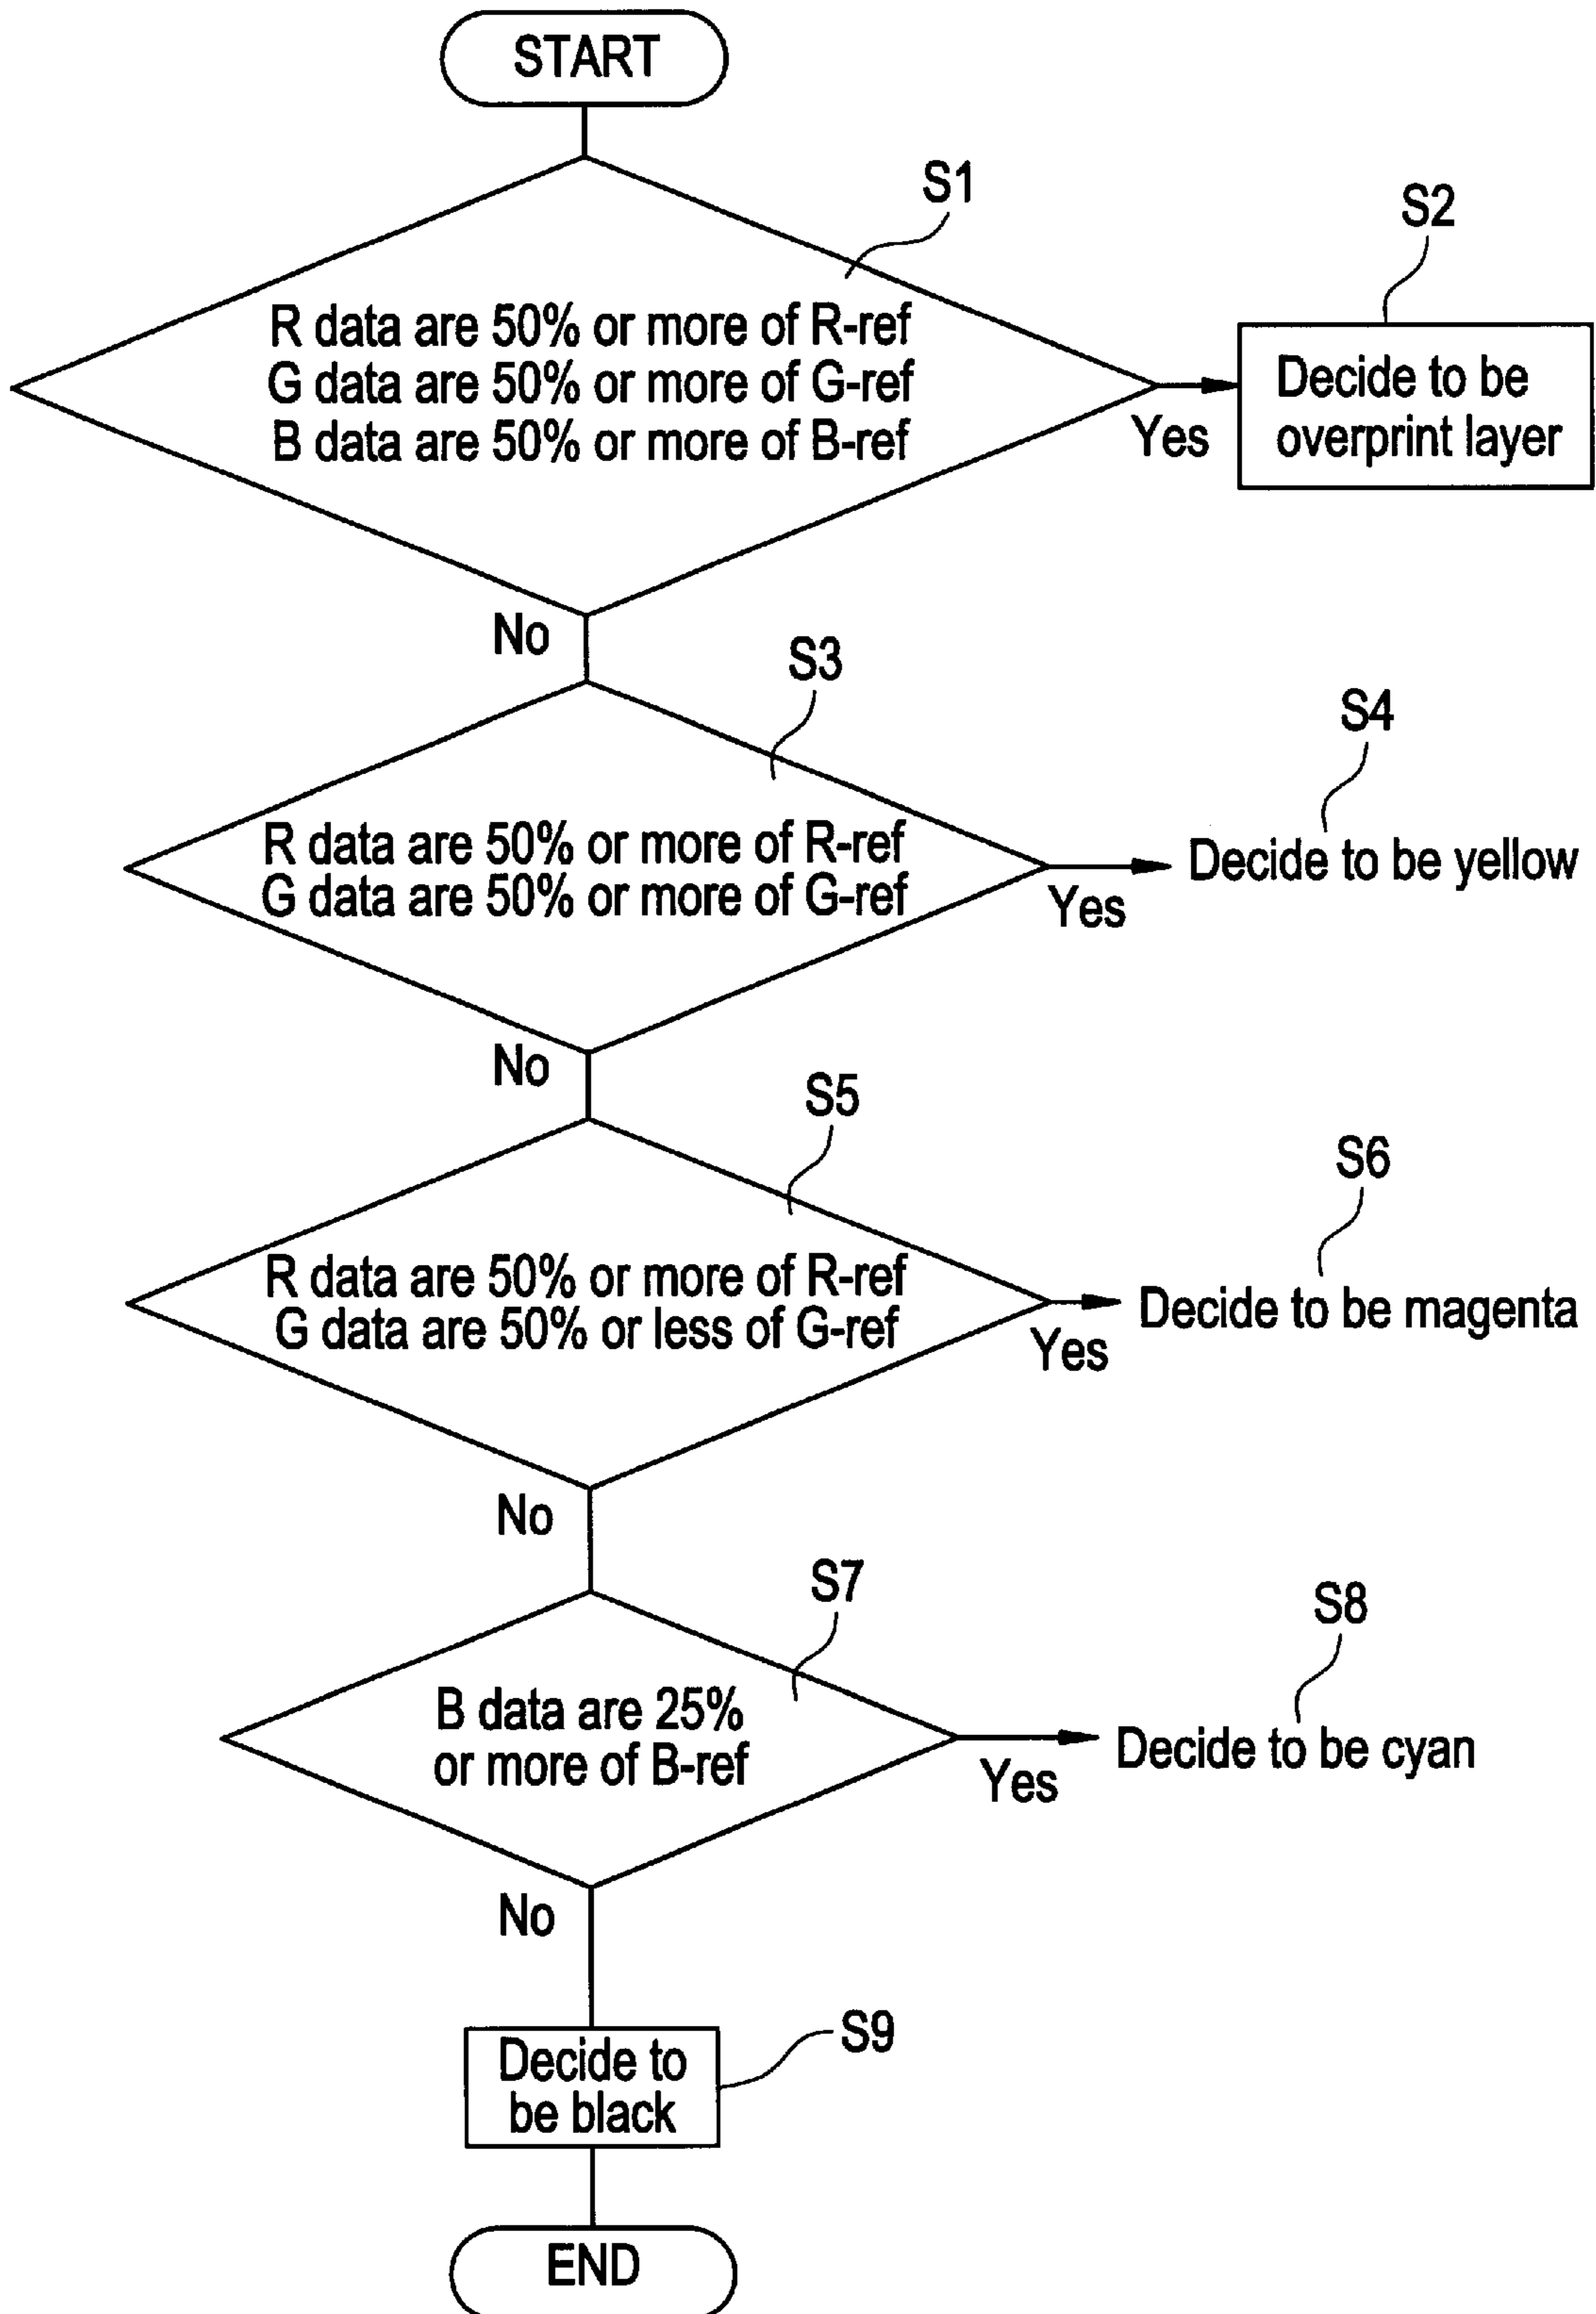 START
S1
R data are 50% or more of R-ref
G data are 50% or more of G-ref
B data are 50% or more of B-ref
Yes
S2
Decide to be
overprint layer
No
S3
R data are 50% or more of R-ref
G data are 50% or more of G-ref
Yes
S4
Decide to be yellow
No
S5
R data are 50% or more of R-ref
G data are 50% or less of G-ref
Yes
S6
Decide to be magenta
No
S7
B data are 25%
or more of B-ref
Yes
S8
Decide to be cyan
No
S9
Decide to
be black
END